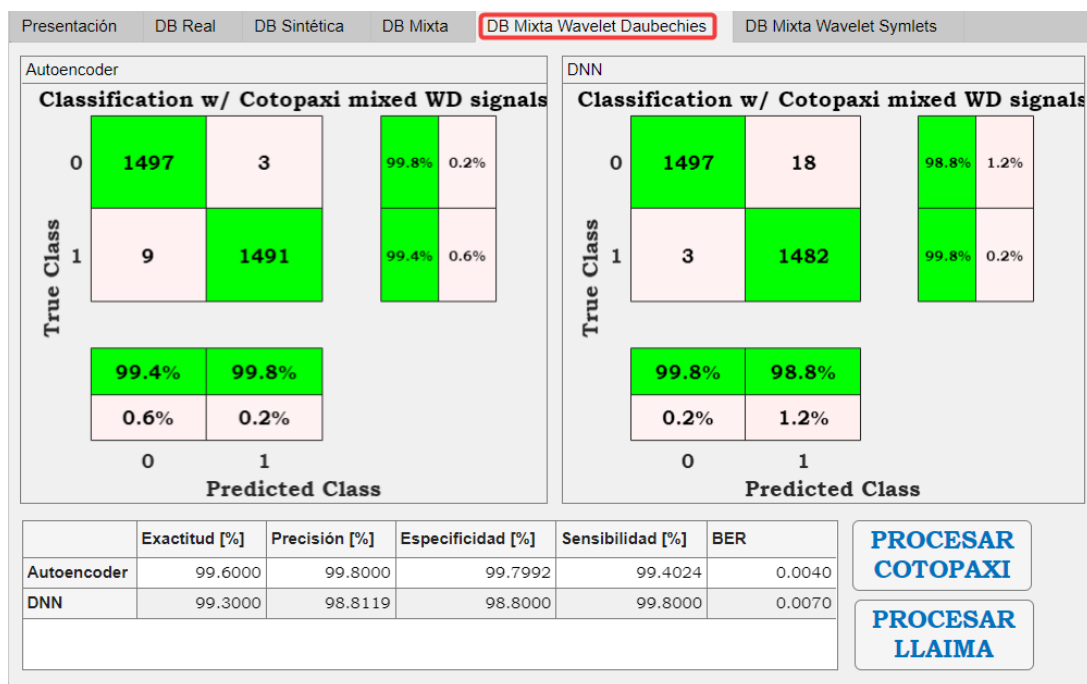 Presentación DB Real DB Sintética DB Mixta DB Mixta Wavelet Daubechies DB Mixta Wavelet Symlets
Autoencoder
Classification w/ Cotopaxi mixed WD signals
True Class
0 1497 3 99.8% 0.2%
1 9 1491 99.4% 0.6%
99.4% 99.8%
0.6% 0.2%
0 1
Predicted Class
DNN
Classification w/ Cotopaxi mixed WD signals
True Class
0 1497 18 98.8% 1.2%
1 3 1482 99.8% 0.2%
99.8% 98.8%
0.2% 1.2%
0 1
Predicted Class
Exactitud [%] Precisión [%] Especificidad [%] Sensibilidad [%] BER
Autoencoder 99.6000 99.8000 99.7992 99.4024 0.0040
DNN 99.3000 98.8119 98.8000 99.8000 0.0070
PROCESAR
COTOPAXI
PROCESAR
LLAIMA